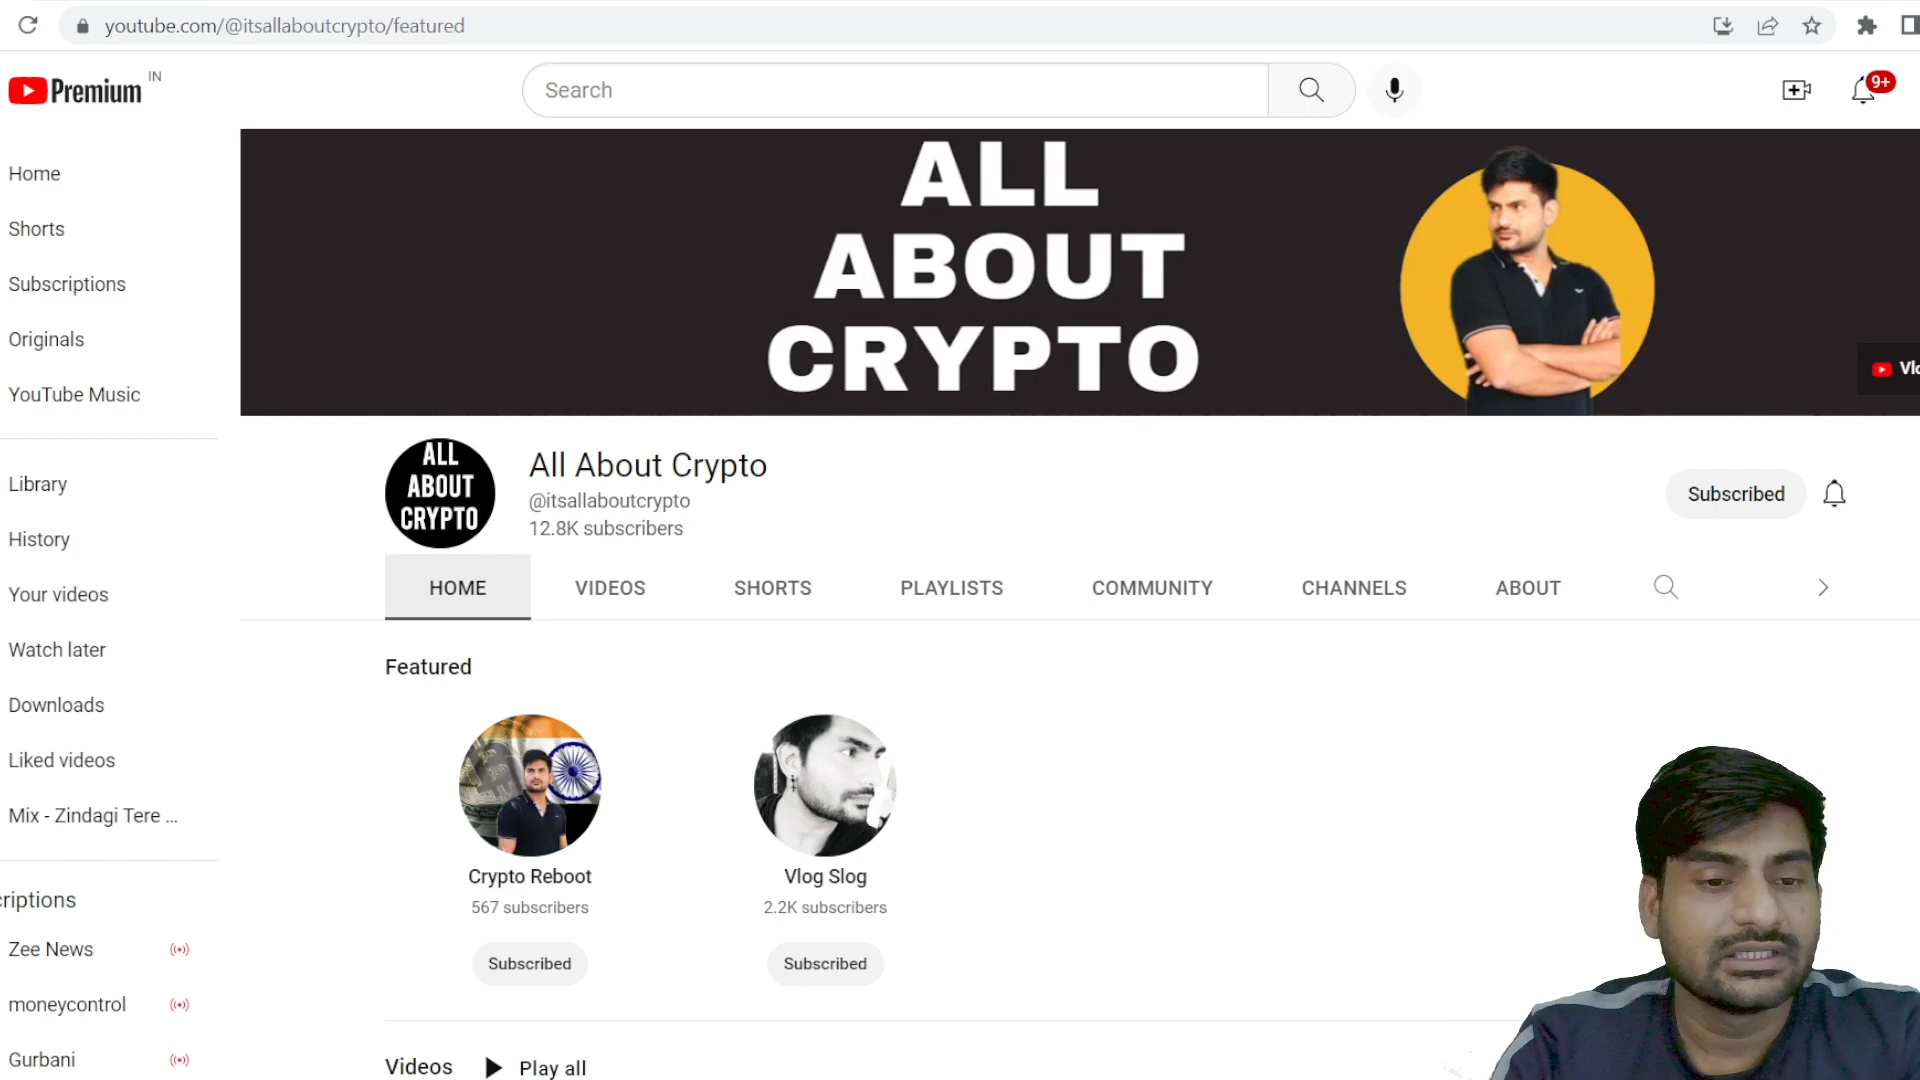 youtube.com/@itsallaboutcrypto/featured
Premium IN
Search
9+
Home
Shorts
Subscriptions
Originals
YouTube Music
Library
History
Your videos
Watch later
Downloads
Liked videos
Mix - Zindagi Tere ...
criptions
Zee News
moneycontrol
Gurbani
ALL
ABOUT
CRYPTO
Vlo
ALL
ABOUT
CRYPTO
All About Crypto
@itsallaboutcrypto
12.8K subscribers
Subscribed
HOME VIDEOS SHORTS PLAYLISTS COMMUNITY CHANNELS ABOUT
Featured
Crypto Reboot
567 subscribers
Subscribed
Vlog Slog
2.2K subscribers
Subscribed
Videos Play all